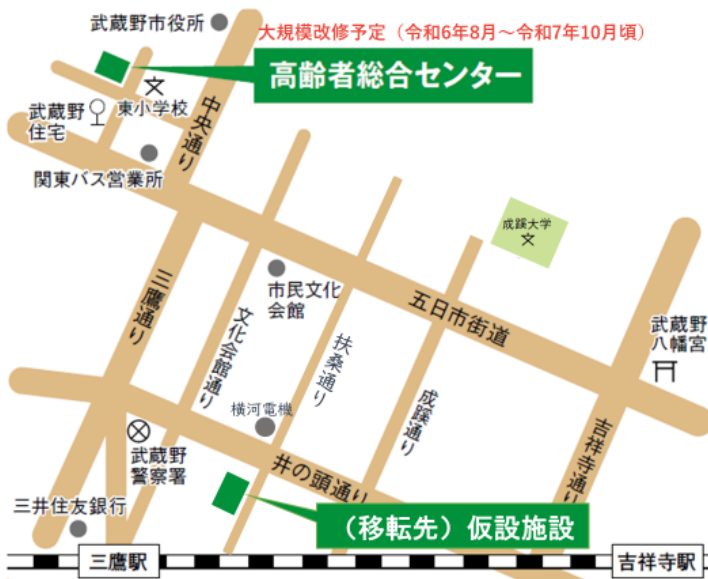 武蔵野市役所
大規模改修予定（令和6年8月～令和7年10月頃）
高齢者総合センター
東小学校
武蔵野
住宅
中央通り
関東バス営業所
成蹊大学
三鷹通り
市民文化
会館
五日市街道
武蔵野
八幡宮
文化会館通り
扶桑通り
成蹊通り
横河電機
吉祥寺通り
武蔵野
警察署
井の頭通り
三井住友銀行
（移転先）仮設施設
三鷹駅
吉祥寺駅